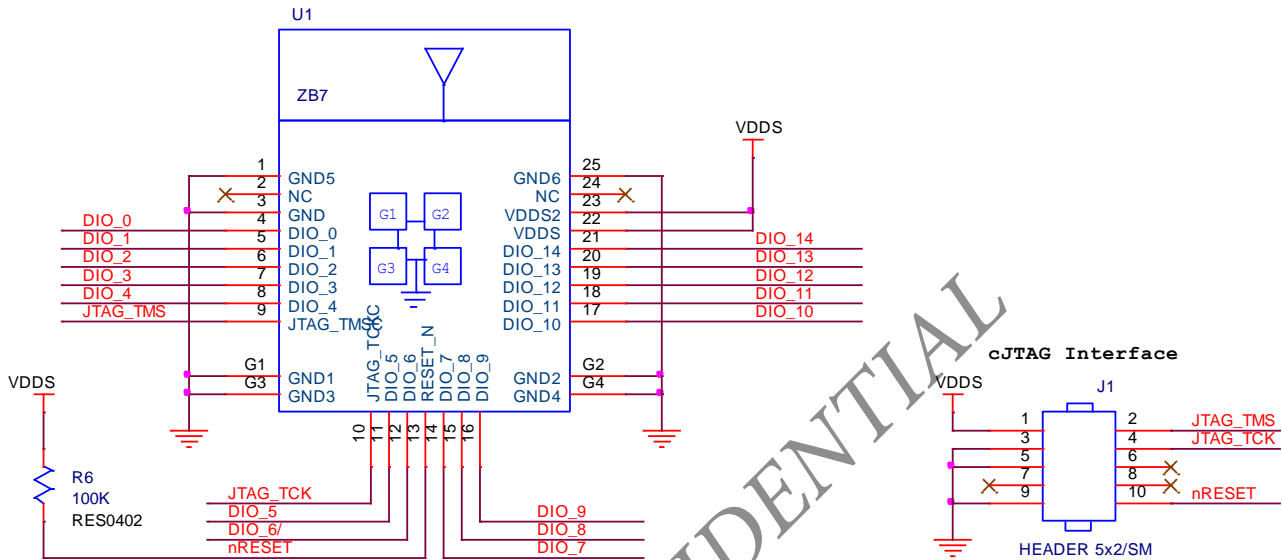 U1
ZB7
VDDS
1 GND5
2 NC
3 GND
DIO_0 4 DIO_0
DIO_1 5 DIO_1
DIO_2 6 DIO_2
DIO_3 7 DIO_3
DIO_4 8 DIO_4
JTAG_TMS 9 JTAG_TMSC
G1 GND1
G3 GND3
G1 G2
G3 G4
GND6 25
NC 24
VDDS2 23
VDDS 22
DIO_14 21 DIO_14
DIO_13 20 DIO_13
DIO_12 19 DIO_12
DIO_11 18 DIO_11
DIO_10 17 DIO_10
GND2 G2
GND4 G4
JTAG_TCKC
DIO_5
DIO_6
RESET_N
DIO_7
DIO_8
DIO_9
10 11 12 13 14 15 16
VDDS
R6
100K
RES0402
JTAG_TCK
DIO_5
DIO_6/
nRESET
DIO_9
DIO_8
DIO_7
cJTAG Interface
VDDS
J1
1 2 JTAG_TMS
3 4 JTAG_TCK
5 6
7 8
9 10 nRESET
HEADER 5x2/SM
NDENTIAL